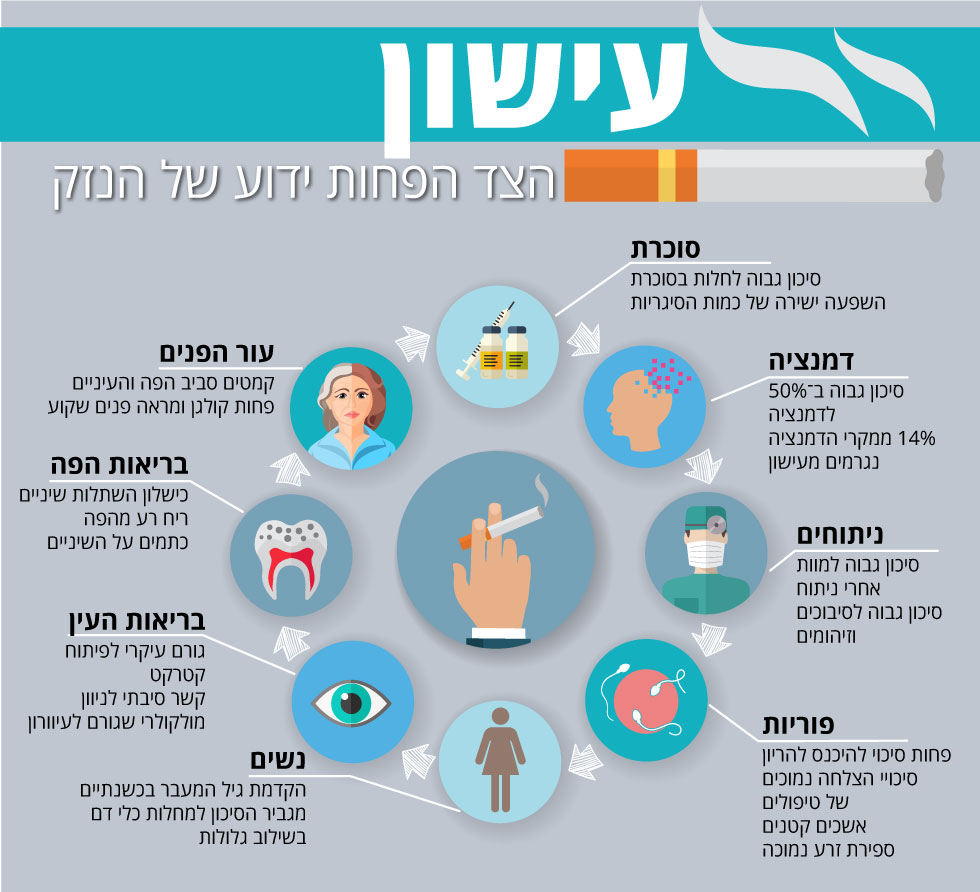 עישון
הצד הפחות ידוע של הנזק
סוכרת
סיכון גבוה לחלות בסוכרת
השפעה ישירה של כמות הסיגריות
דמנציה
סיכון גבוה ב־50%
לדמנציה
14% ממקרי הדמנציה
נגרמים מעישון
ניתוחים
סיכון גבוה למוות
אחרי ניתוח
סיכון גבוה לסיבוכים
וזיהומים
פוריות
פחות סיכוי להיכנס להריון
סיכויי הצלחה נמוכים
של טיפולים
אשכים קטנים
ספירת זרע נמוכה
נשים
הקדמת גיל המעבר בכשנתיים
מגביר הסיכון למחלות כלי דם
בשילוב גלולות
בריאות העין
גורם עיקרי לפיתוח
קטרקט
קשר סיבתי לניוון
מולקולרי שגורם לעיוורון
בריאות הפה
כישלון השתלות שיניים
ריח רע מהפה
כתמים על השיניים
עור הפנים
קמטים סביב הפה והעיניים
פחות קולגן ומראה פנים שקוע